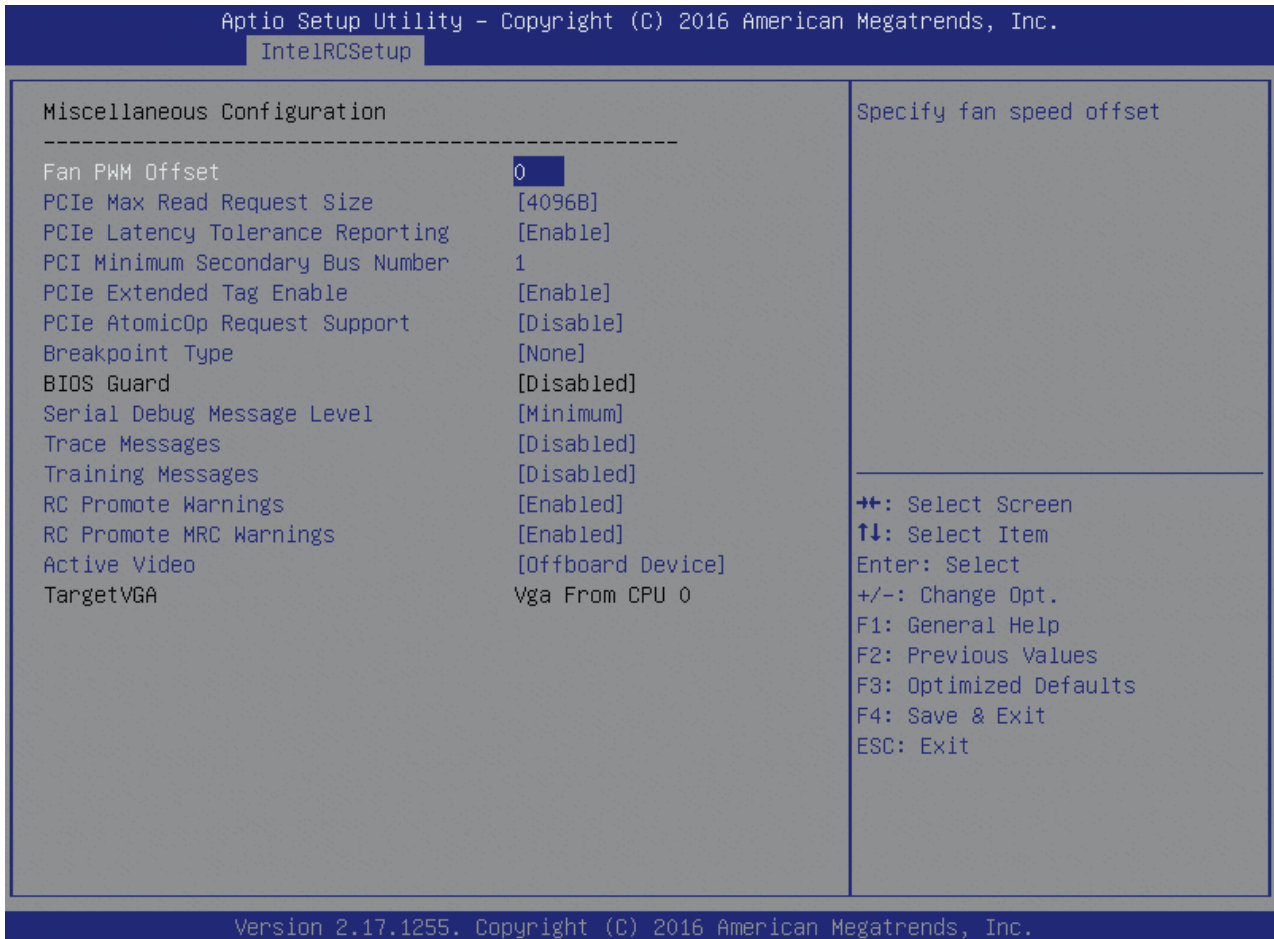 Aptio Setup Utility – Copyright (C) 2016 American Megatrends, Inc.
IntelRCSetup
Miscellaneous Configuration
--------------------------------------------------
Fan PWM Offset 0
PCIe Max Read Request Size [4096B]
PCIe Latency Tolerance Reporting [Enable]
PCI Minimum Secondary Bus Number 1
PCIe Extended Tag Enable [Enable]
PCIe AtomicOp Request Support [Disable]
Breakpoint Type [None]
BIOS Guard [Disabled]
Serial Debug Message Level [Minimum]
Trace Messages [Disabled]
Training Messages [Disabled]
RC Promote Warnings [Enabled]
RC Promote MRC Warnings [Enabled]
Active Video [Offboard Device]
TargetVGA Vga From CPU 0
Specify fan speed offset
→←: Select Screen
↑↓: Select Item
Enter: Select
+/-: Change Opt.
F1: General Help
F2: Previous Values
F3: Optimized Defaults
F4: Save & Exit
ESC: Exit
Version 2.17.1255. Copyright (C) 2016 American Megatrends, Inc.